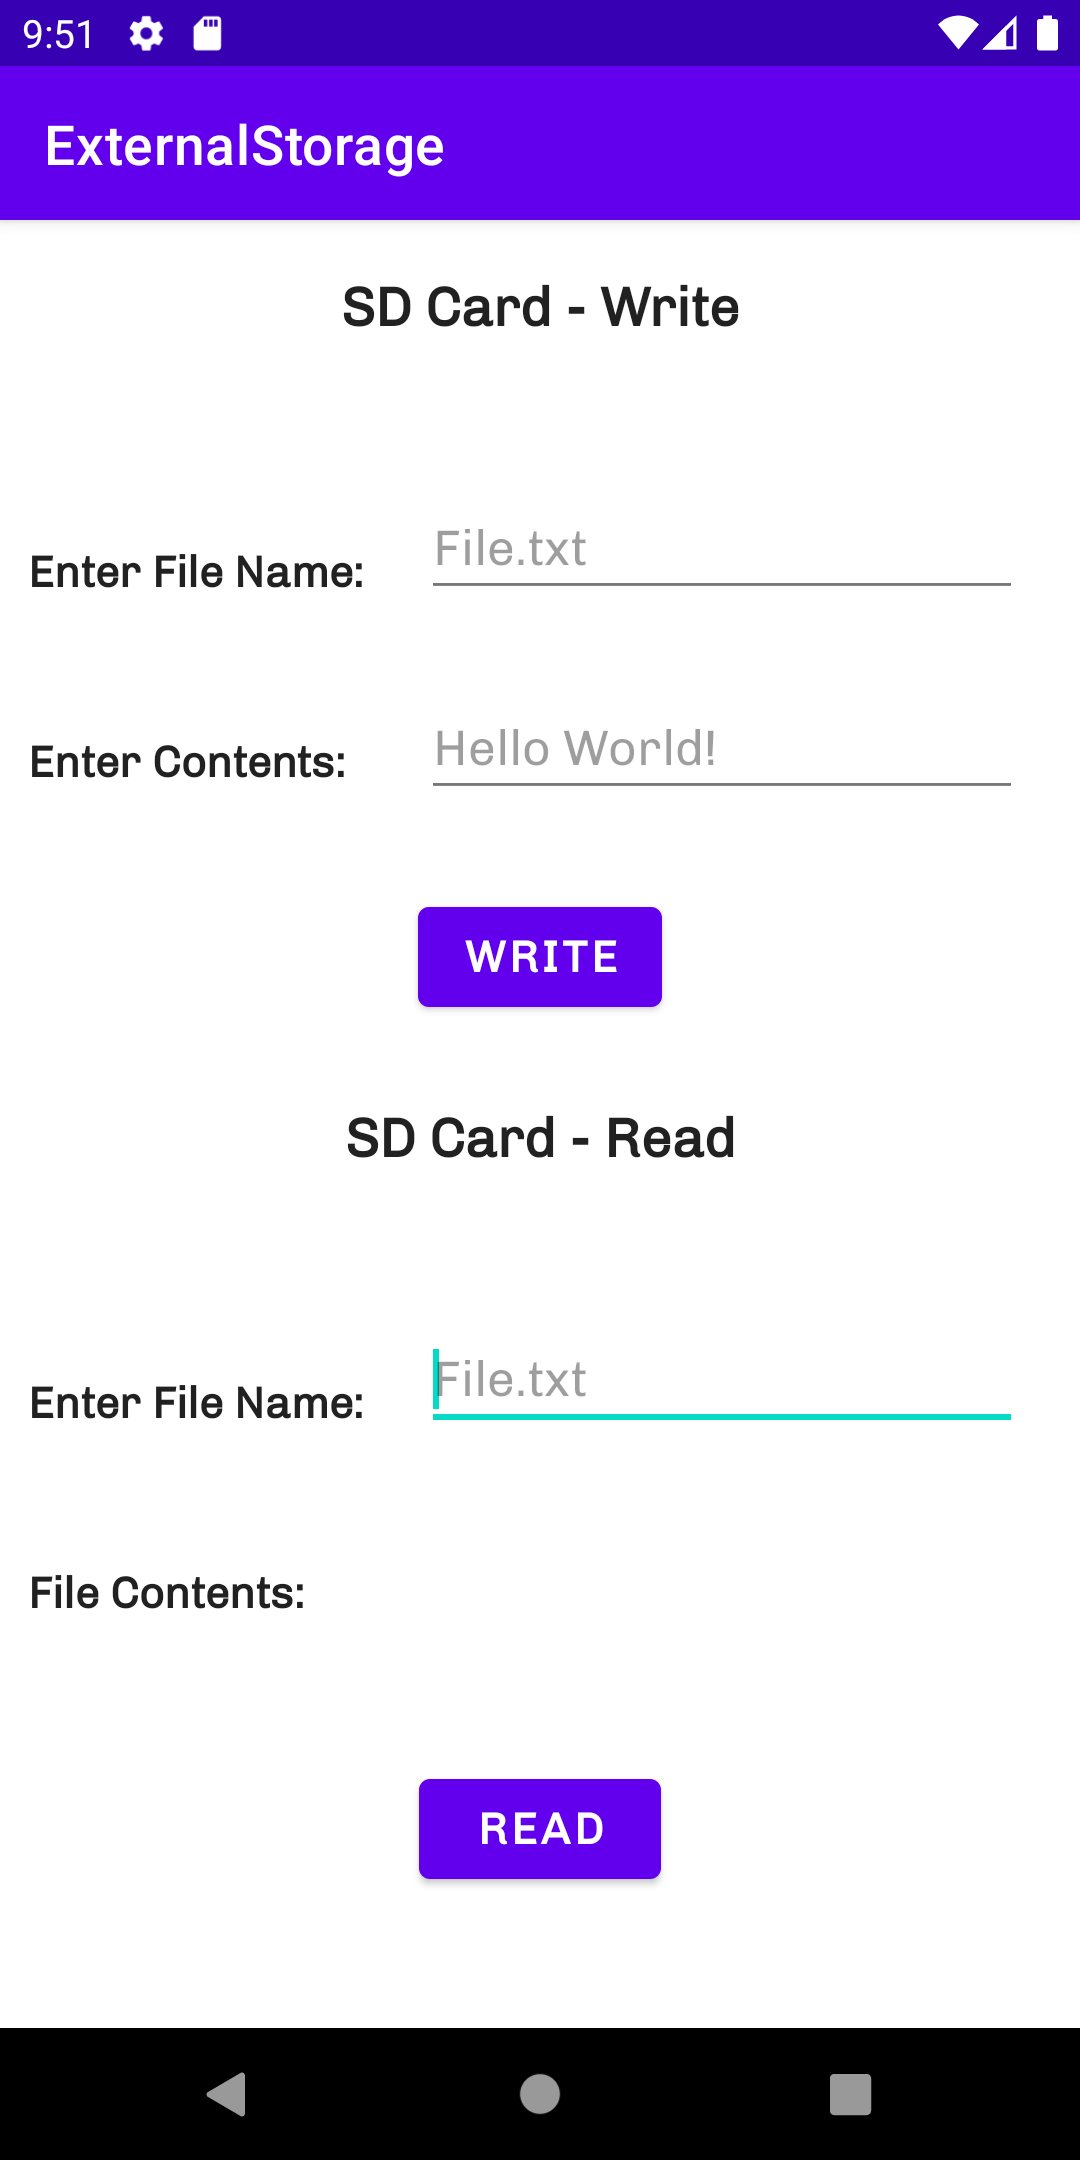 9:51
ExternalStorage
SD Card - Write
Enter File Name: File.txt
Enter Contents: Hello World!
WRITE
SD Card - Read
Enter File Name: File.txt
File Contents:
READ